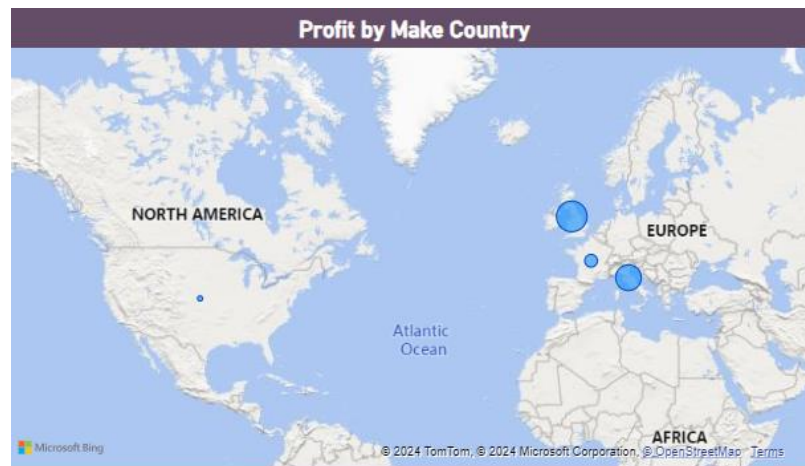 Profit by Make Country
NORTH AMERICA
EUROPE
Atlantic
Ocean
AFRICA
Microsoft Bing
© 2024 TomTom, © 2024 Microsoft Corporation, © OpenStreetMap Terms